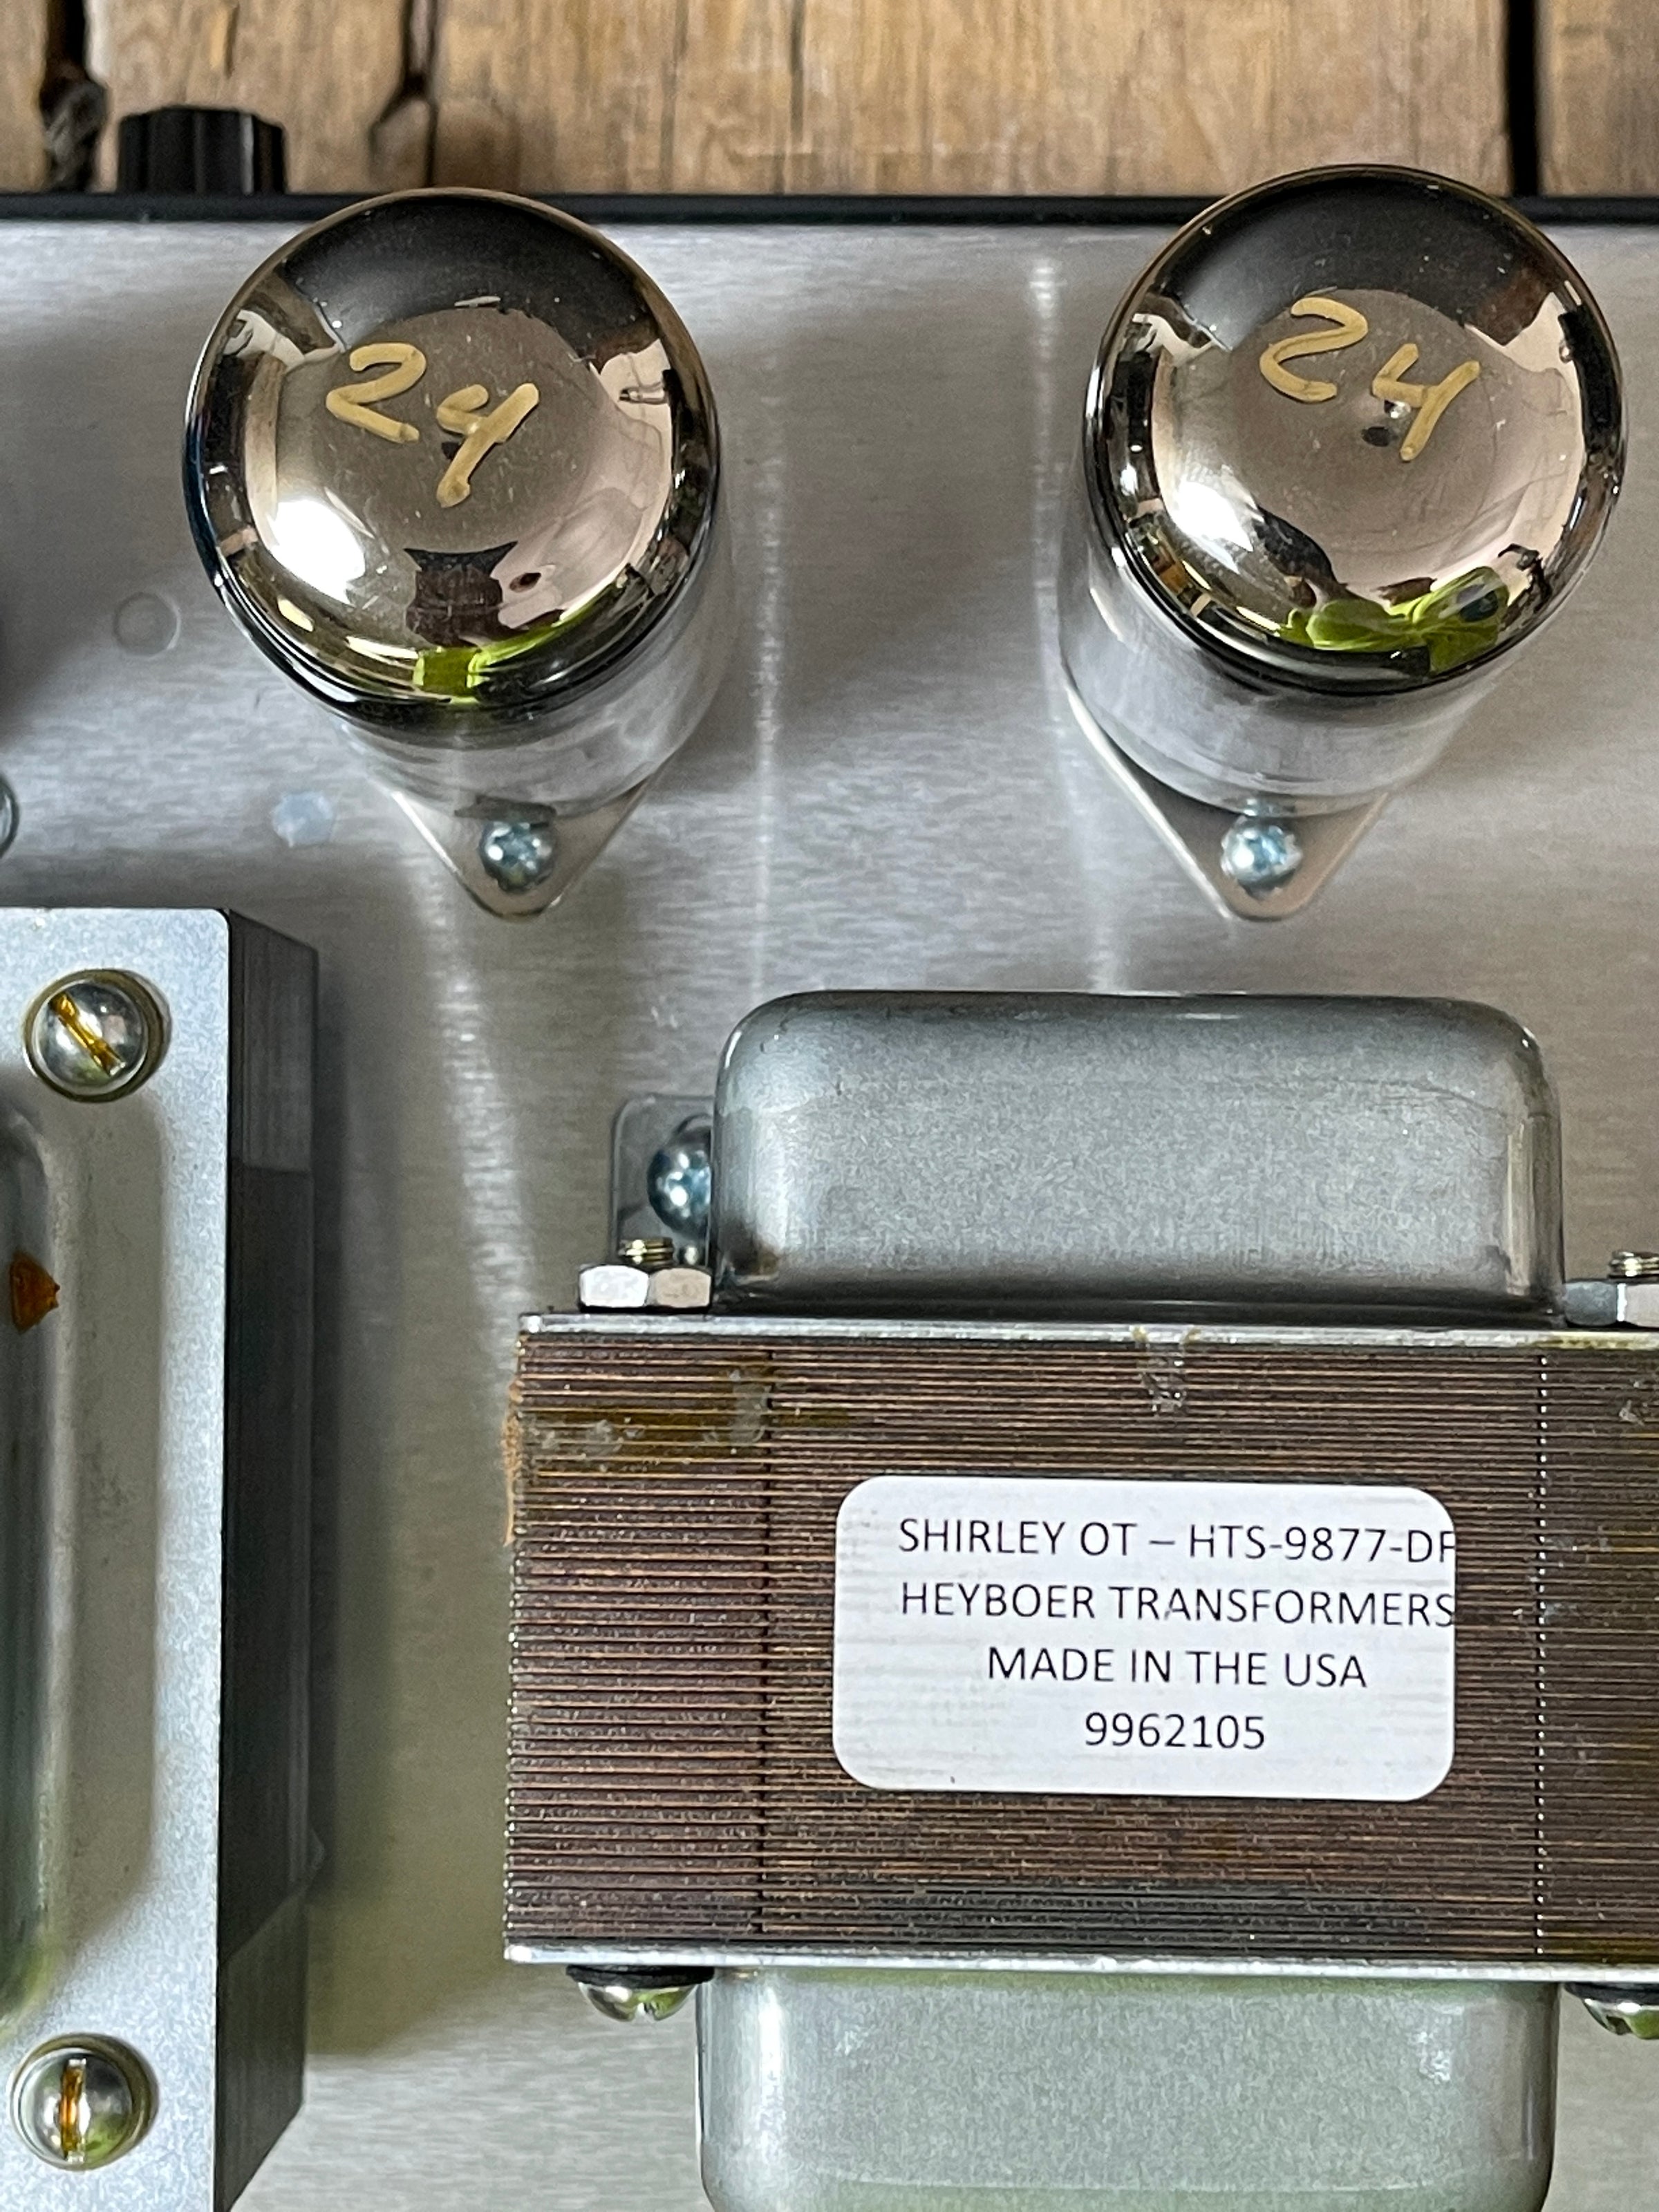 24
24
SHIRLEY OT – HTS-9877-DF
HEYBOER TRANSFORMERS
MADE IN THE USA
9962105